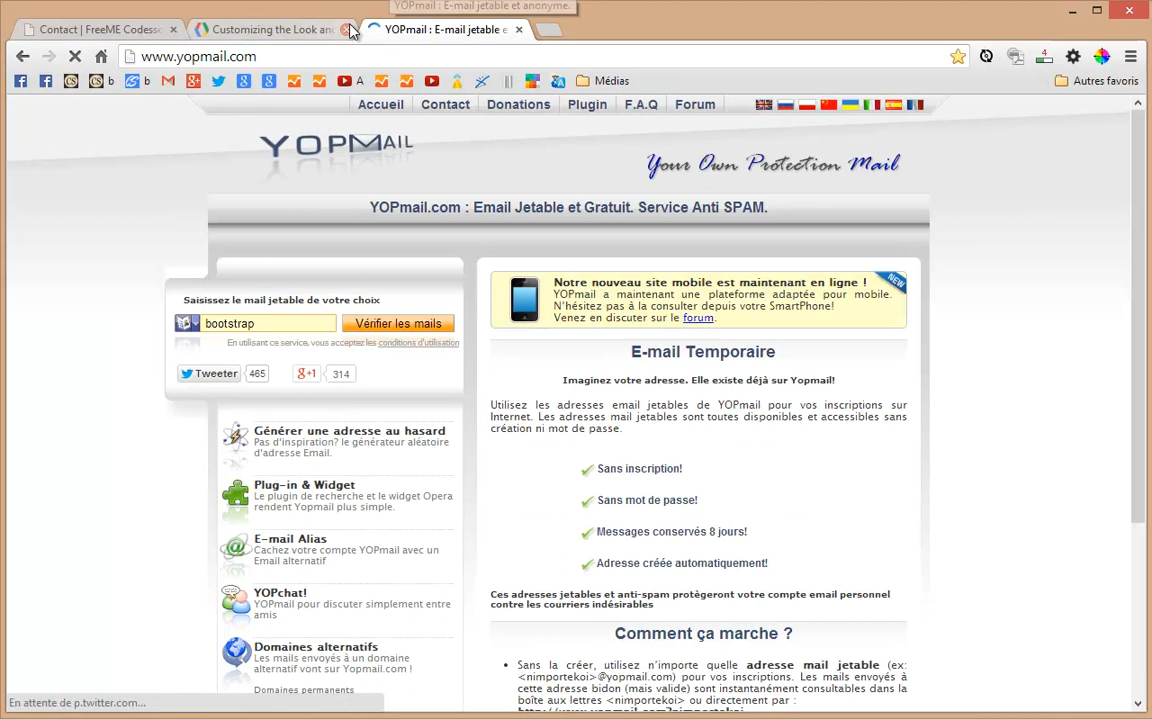 YOPmail : E-mail jetable et anonyme.
Contact | FreeME Codesso
Customizing the Look an
YOPmail : E-mail jetable e
www.yopmail.com
b
b
A
4
Médias
Autres favoris
Accueil
Contact
Donations
Plugin
F.A.Q
Forum
YOPMAIL
Your Own Protection Mail
YOPmail.com : Email Jetable et Gratuit. Service Anti SPAM.
Saisissez le mail jetable de votre choix
bootstrap
Vérifier les mails
En utilisant ce service, vous acceptez les conditions d'utilisation
Tweeter
465
g+1
314
Générer une adresse au hasard
Pas d'inspiration? le générateur aléatoire
d'adresse Email.
Plug-in & Widget
Le plugin de recherche et le widget Opera
rendent Yopmail plus simple.
E-mail Alias
Cachez votre compte YOPmail avec un
Email alternatif
YOPchat!
YOPmail pour discuter simplement entre
amis
Domaines alternatifs
Les mails envoyés à un domaine
alternatif vont sur Yopmail.com !
Domaines permanents
Notre nouveau site mobile est maintenant en ligne !
YOPmail a maintenant une plateforme adaptée pour mobile.
N'hésitez pas à la consulter depuis votre SmartPhone!
Venez en discuter sur le forum.
NEW
E-mail Temporaire
Imaginez votre adresse. Elle existe déjà sur Yopmail!
Utilisez les adresses email jetables de YOPmail pour vos inscriptions sur
Internet. Les adresses mail jetables sont toutes disponibles et accessibles sans
création ni mot de passe.
Sans inscription!
Sans mot de passe!
Messages conservés 8 jours!
Adresse créée automatiquement!
Ces adresses jetables et anti-spam protègeront votre compte email personnel
contre les courriers indésirables
Comment ça marche ?
Sans la créer, utilisez n'importe quelle adresse mail jetable (ex:
<nimportekoi>@yopmail.com) pour vos inscriptions. Les mails envoyés à
cette adresse bidon (mais valide) sont instantanément consultables dans la
boîte aux lettres <nimportekoi> ou directement par :
http://www.yopmail.com?nimportekoi
En attente de p.twitter.com...